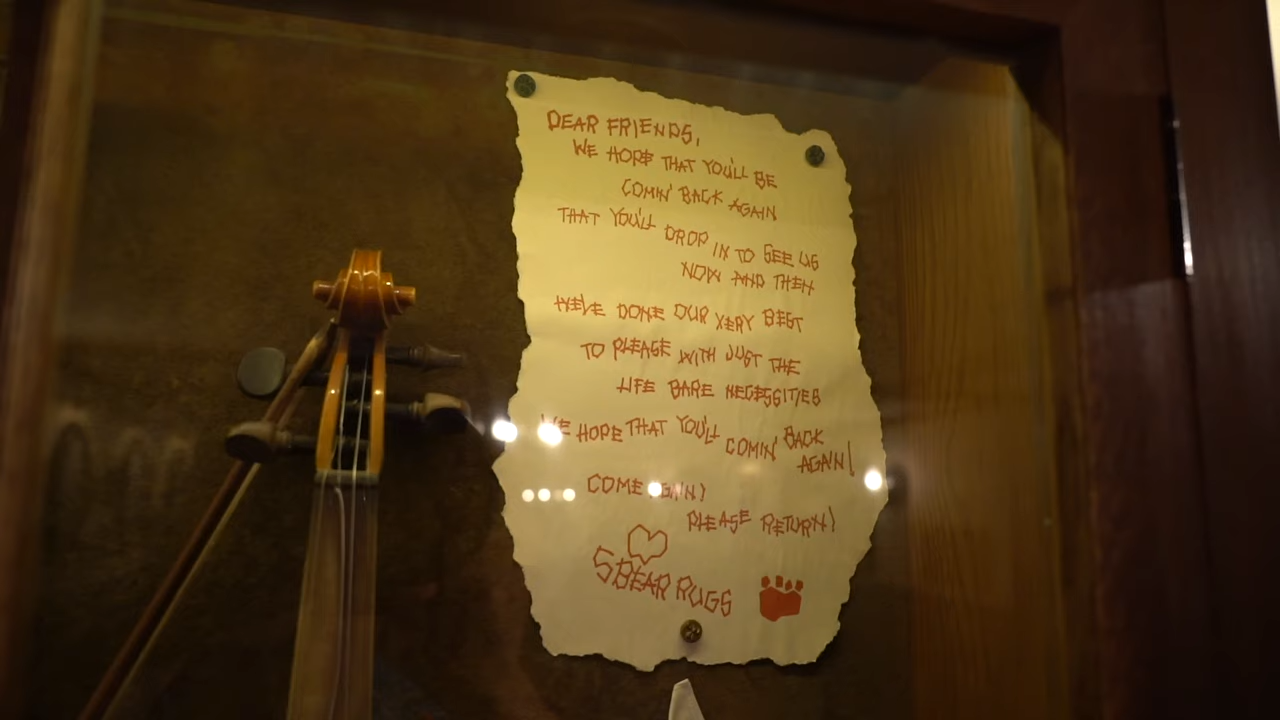 DEAR FRIENDS,
WE HOPE THAT YOU'LL BE
COMIN' BACK AGAIN
THAT YOU'LL DROP IN TO SEE US
NOW AND THEN
WE'VE DONE OUR VERY BEST
TO PLEASE WITH JUST THE
LIFE BARE NECESSITIES
WE HOPE THAT YOU'LL COMIN' BACK
AGAIN!
COME AGAIN!
PLEASE RETURN!
5 BEAR RUGS